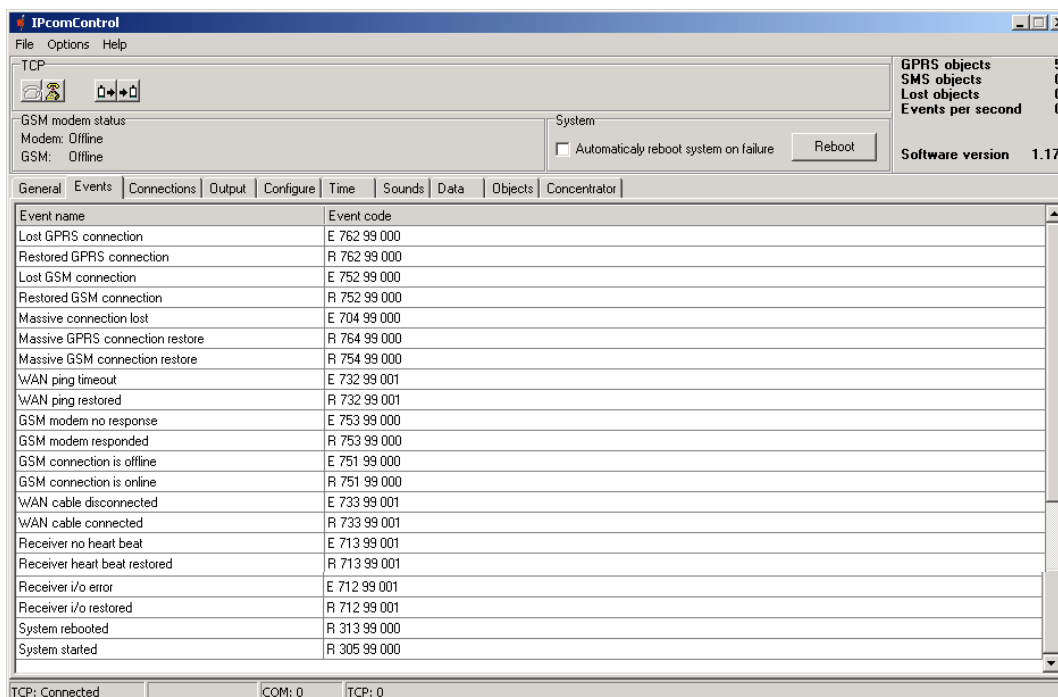 IPcomControl
File Options Help
TCP
GPRS objects
SMS objects
Lost objects
Events per second
GSM modem status
Modem: Offline
GSM: Offline
System
Automaticaly reboot system on failure
Reboot
Software version 1.17
General Events Connections Output Configure Time Sounds Data Objects Concentrator
Event name Event code
Lost GPRS connection E 762 99 000
Restored GPRS connection R 762 99 000
Lost GSM connection E 752 99 000
Restored GSM connection R 752 99 000
Massive connection lost E 704 99 000
Massive GPRS connection restore R 764 99 000
Massive GSM connection restore R 754 99 000
WAN ping timeout E 732 99 001
WAN ping restored R 732 99 001
GSM modem no response E 753 99 000
GSM modem responded R 753 99 000
GSM connection is offline E 751 99 000
GSM connection is online R 751 99 000
WAN cable disconnected E 733 99 001
WAN cable connected R 733 99 001
Receiver no heart beat E 713 99 001
Receiver heart beat restored R 713 99 001
Receiver i/o error E 712 99 001
Receiver i/o restored R 712 99 001
System rebooted R 313 99 000
System started R 305 99 000
TCP: Connected COM: 0 TCP: 0